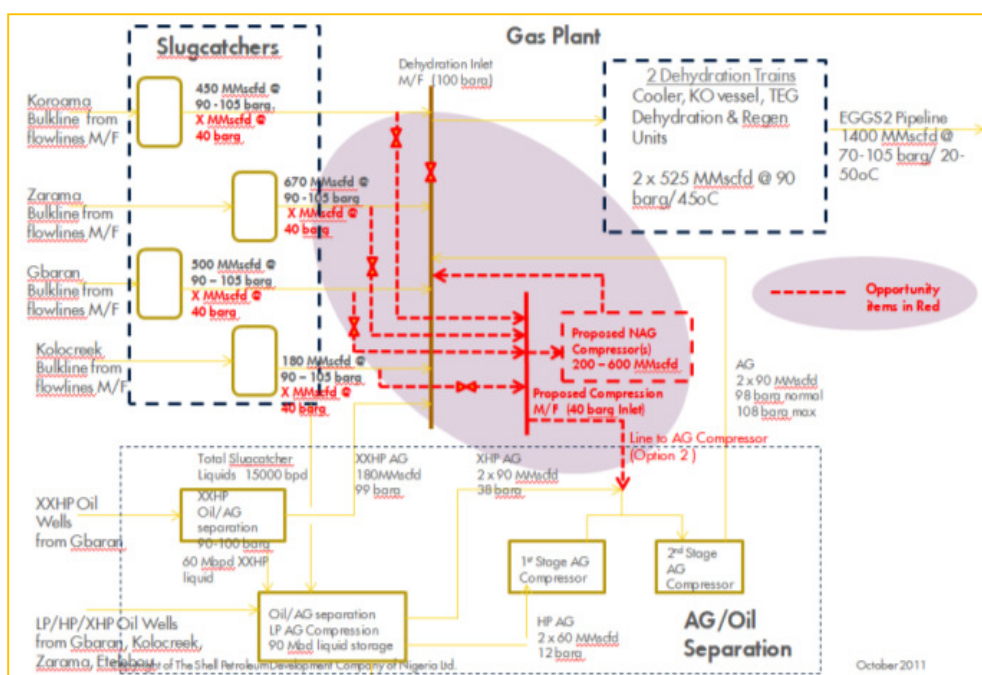 Gas Plant
Slugcatchers
Koroama
Bulkline from
flowlines M/F
450 MMscfd @
90 -105 barg.
X MMscfd @
40 barg
Dehydration Inlet
M/F (100 barg)
2 Dehydration Trains
Cooler, KO vessel, TEG
Dehydration & Regen
Units
2 x 525 MMscfd @ 90
barg/45oC
EGGS2 Pipeline
1400 MMscfd @
70-105 barg/ 20-
50oC
Zarama
Bulkline from
flowlines M/F
670 MMscfd @
90 -105 barg
X MMscfd @
40 barg
Gbaran
Bulkline from
flowlines M/F
500 MMscfd @
90 – 105 barg
X MMscfd @
40 barg
Opportunity
items in Red
Kolocreek
Bulkline from
flowlines M/F
180 MMscfd @
90 – 105 barg
X MMscfd @
40 barg
Proposed NAG
Compressor(s)
200 – 600 MMscfd
Proposed Compression
M/F (40 barg Inlet)
AG
2 x 90 MMscfd
98 barg normal
108 barg max
Line to AG Compressor
(Option 2 )
Total Slugcatcher
Liquids 15000 bpd
XXHP AG
180MMscfd
99 barg
XHP AG
2 x 90 MMscfd
38 barg
XXHP Oil
Wells
from Gbaran
XXHP
Oil/AG
separation
90-100 barg
60 Mbpd XXHP
liquid
1st Stage AG
Compressor
2nd Stage
AG
Compressor
LP/HP/XHP Oil Wells
from Gbaran, Kolocreek,
Zarama, Etelebou
Oil/AG separation
LP AG Compression
90 Mbd liquid storage
HP AG
2 x 60 MMscfd
12 barg
AG/Oil
Separation
Copyright of The Shell PetroleumDevelopment Company of Nigeria Ltd.
October 2011